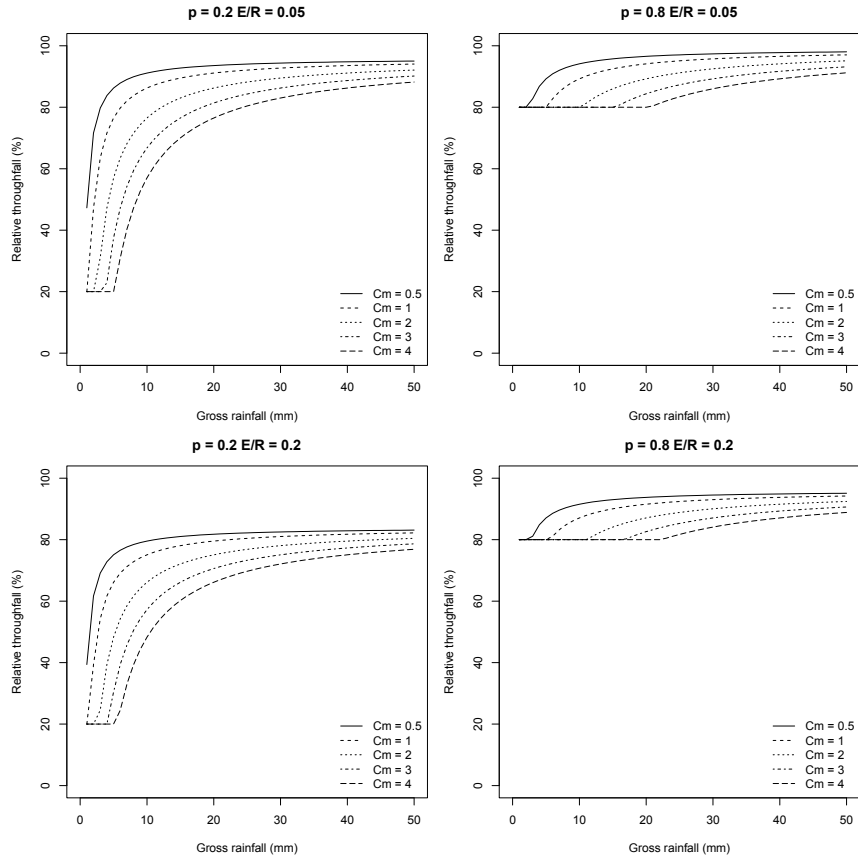 p = 0.2 E/R = 0.05
Relative throughfall (%)
100
80
60
40
20
0
Cm = 0.5
Cm = 1
Cm = 2
Cm = 3
Cm = 4
0 10 20 30 40 50
Gross rainfall (mm)
p = 0.8 E/R = 0.05
Relative throughfall (%)
100
80
60
40
20
0
Cm = 0.5
Cm = 1
Cm = 2
Cm = 3
Cm = 4
0 10 20 30 40 50
Gross rainfall (mm)
p = 0.2 E/R = 0.2
Relative throughfall (%)
100
80
60
40
20
0
Cm = 0.5
Cm = 1
Cm = 2
Cm = 3
Cm = 4
0 10 20 30 40 50
Gross rainfall (mm)
p = 0.8 E/R = 0.2
Relative throughfall (%)
100
80
60
40
20
0
Cm = 0.5
Cm = 1
Cm = 2
Cm = 3
Cm = 4
0 10 20 30 40 50
Gross rainfall (mm)